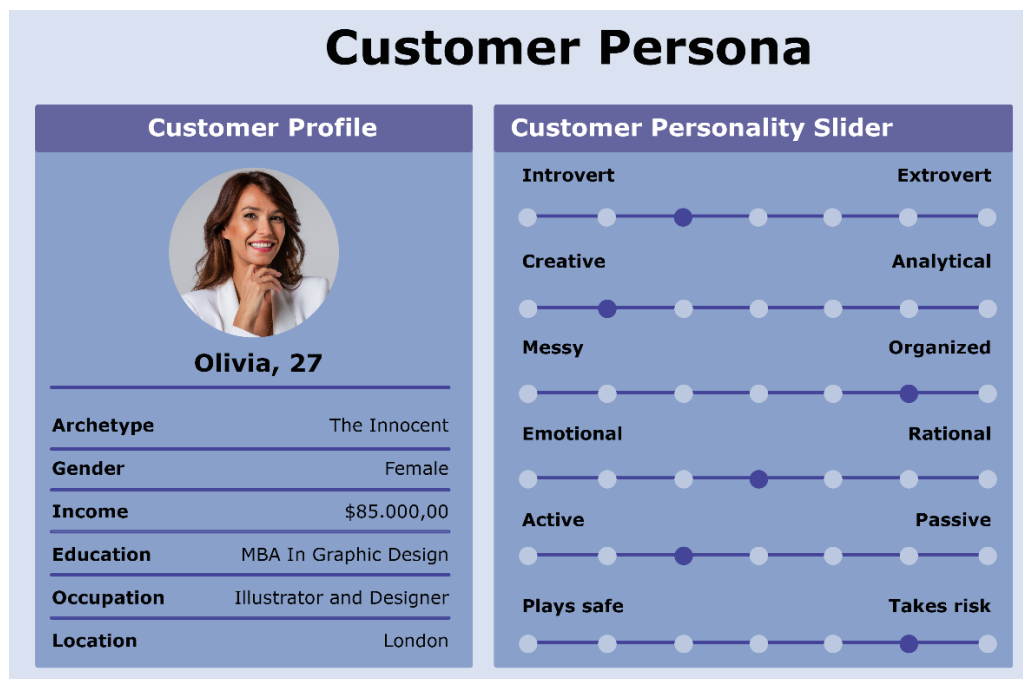 Customer Persona
Customer Profile
Olivia, 27
Archetype The Innocent
Gender Female
Income $85.000,00
Education MBA In Graphic Design
Occupation Illustrator and Designer
Location London
Customer Personality Slider
Introvert Extrovert
Creative Analytical
Messy Organized
Emotional Rational
Active Passive
Plays safe Takes risk